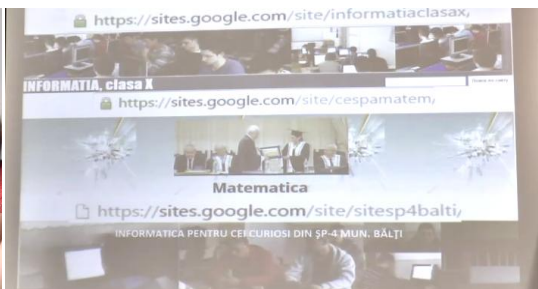 https://sites.google.com/site/informatiaclasax/
INFORMATIA, clasa X
https://sites.google.com/site/cespamatem/
Matematica
https://sites.google.com/site/sitesp4balti/
INFORMATICA PENTRU CEI CURIOSI DIN ŞP-4 MUN. BĂLŢI